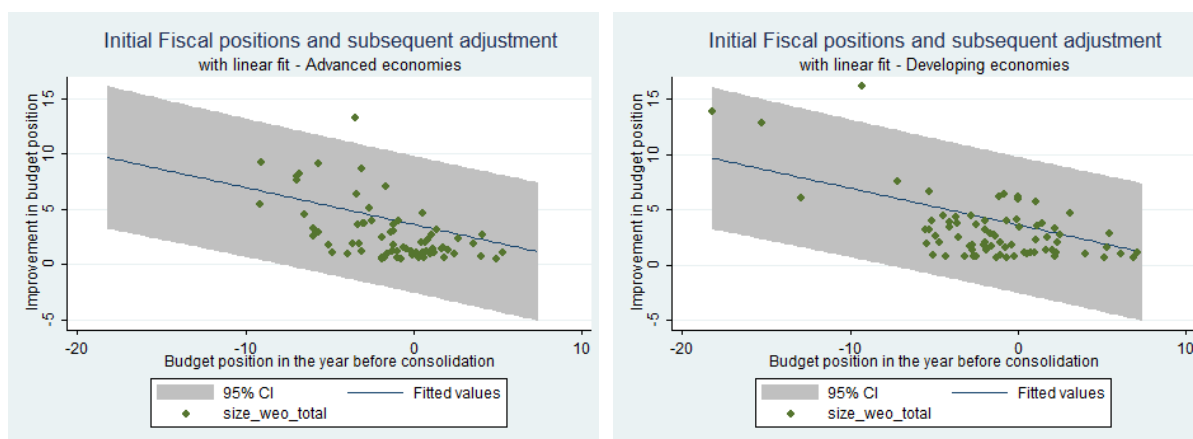 Initial Fiscal positions and subsequent adjustment
with linear fit - Advanced economies
Improvement in budget position
15
10
5
0
-5
-20
-10
0
10
Budget position in the year before consolidation
95% CI
Fitted values
size_weo_total
Initial Fiscal positions and subsequent adjustment
with linear fit - Developing economies
Improvement in budget position
15
10
5
0
-5
-20
-10
0
10
Budget position in the year before consolidation
95% CI
Fitted values
size_weo_total